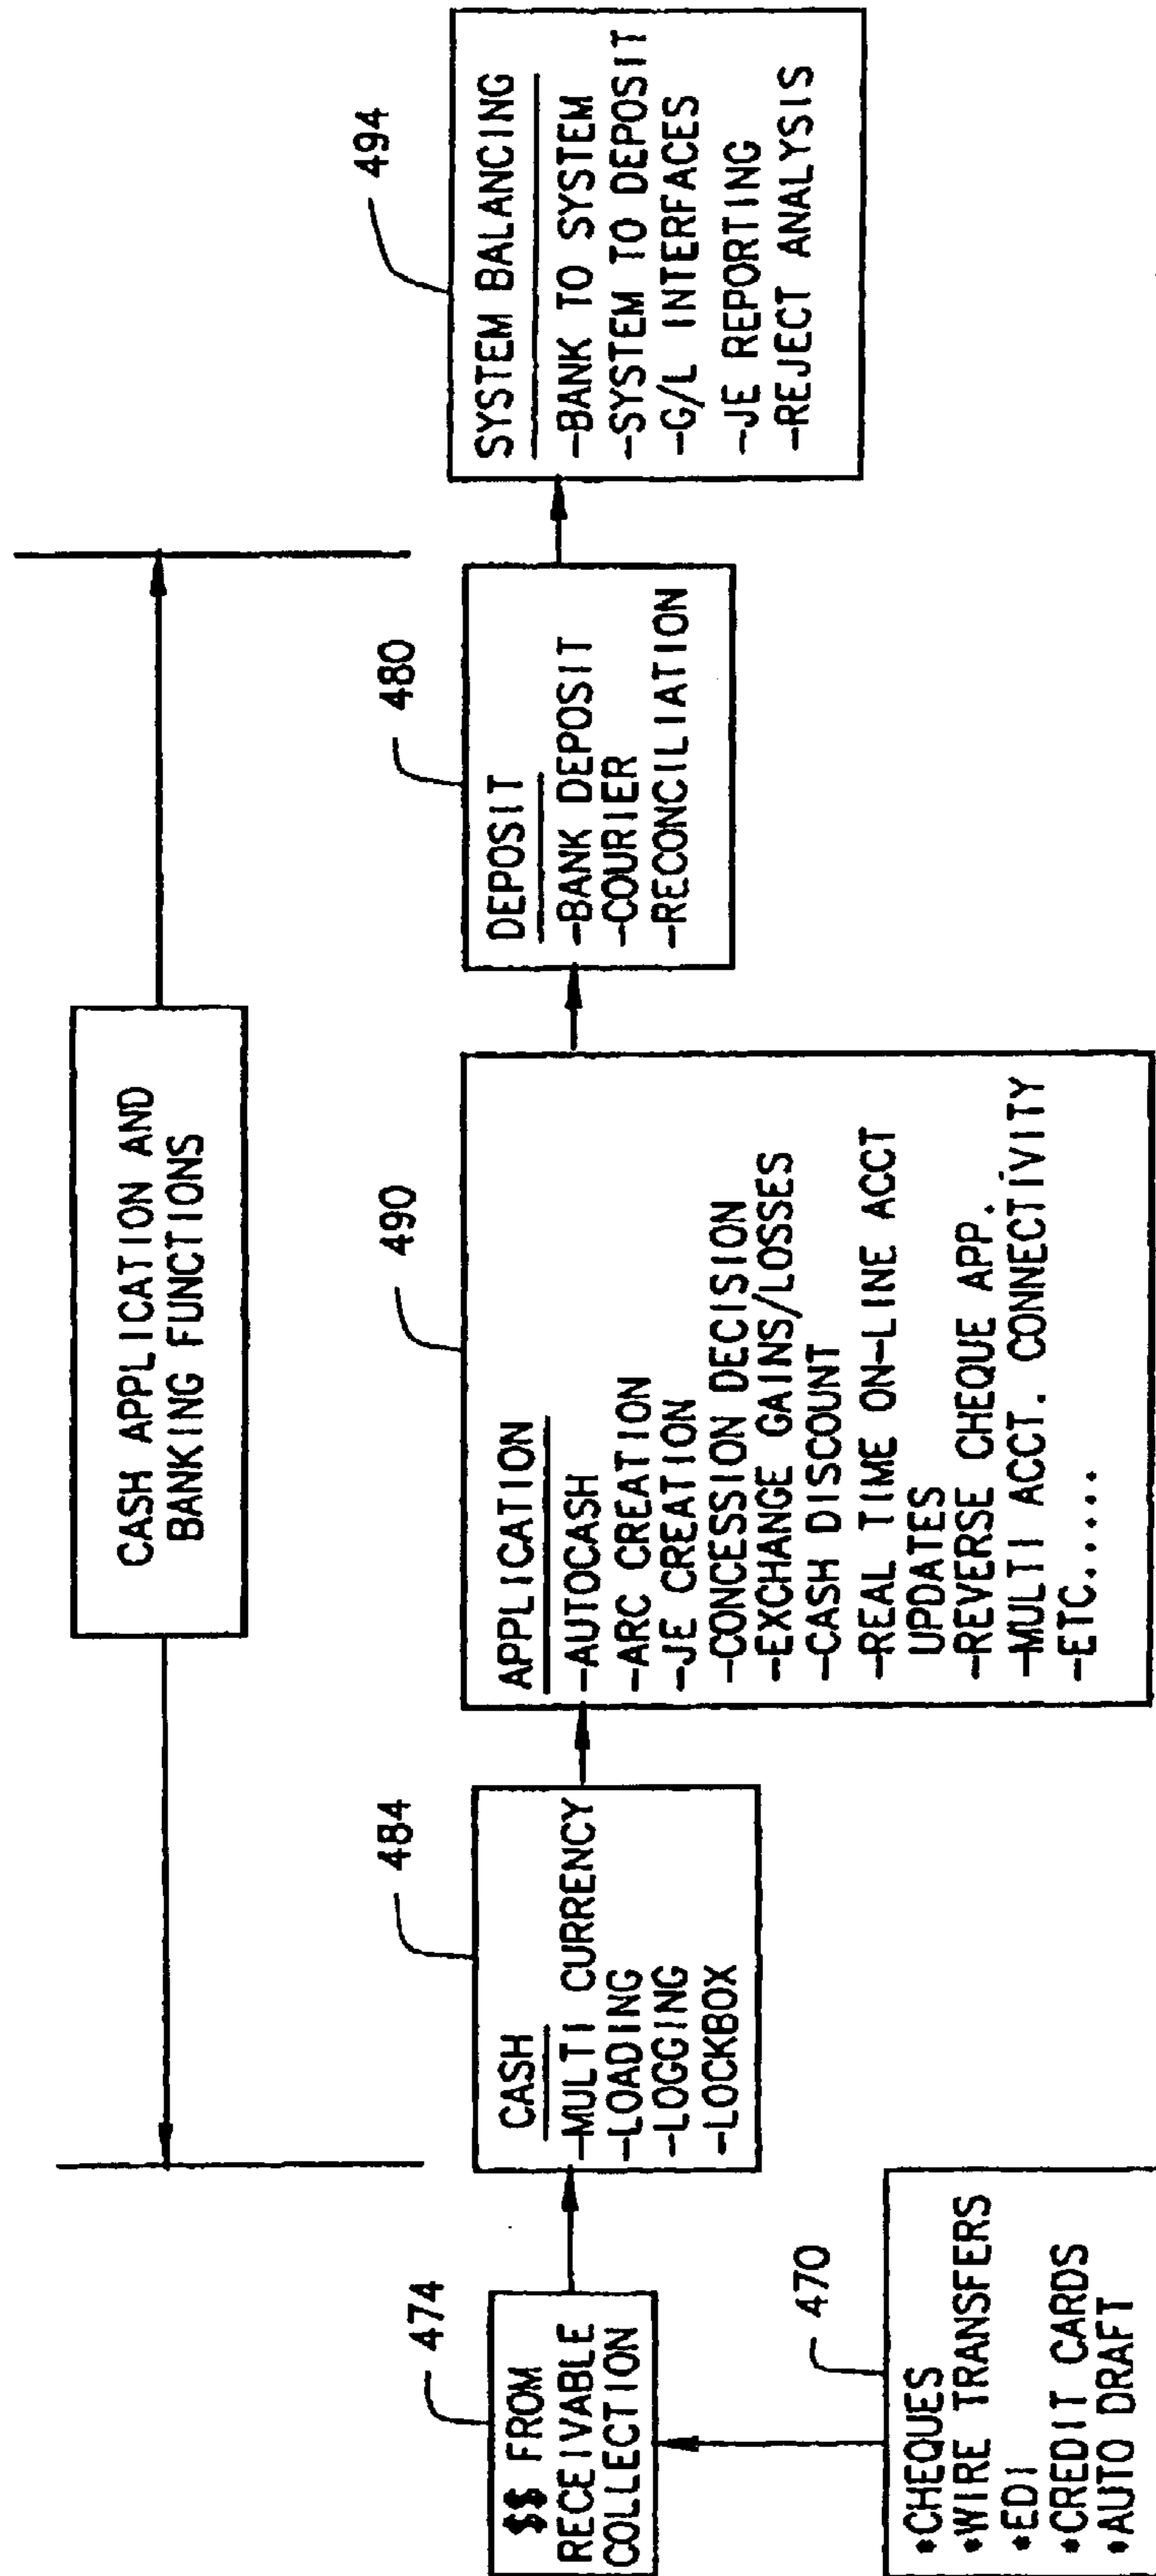 CASH APPLICATION AND
BANKING FUNCTIONS
474
$$ FROM
RECEIVABLE
COLLECTION
470
•CHEQUES
•WIRE TRANSFERS
•EDI
•CREDIT CARDS
•AUTO DRAFT
484
CASH
-MULTI CURRENCY
-LOADING
-LOGGING
-LOCKBOX
490
APPLICATION
-AUTOCASH
-ARC CREATION
-JE CREATION
-CONCESSION DECISION
-EXCHANGE GAINS/LOSSES
-CASH DISCOUNT
-REAL TIME ON-LINE ACCT
UPDATES
-REVERSE CHEQUE APP.
-MULTI ACCT. CONNECTIVITY
-ETC......
480
DEPOSIT
-BANK DEPOSIT
-COURIER
-RECONCILIATION
494
SYSTEM BALANCING
-BANK TO SYSTEM
-SYSTEM TO DEPOSIT
-G/L INTERFACES
-JE REPORTING
-REJECT ANALYSIS